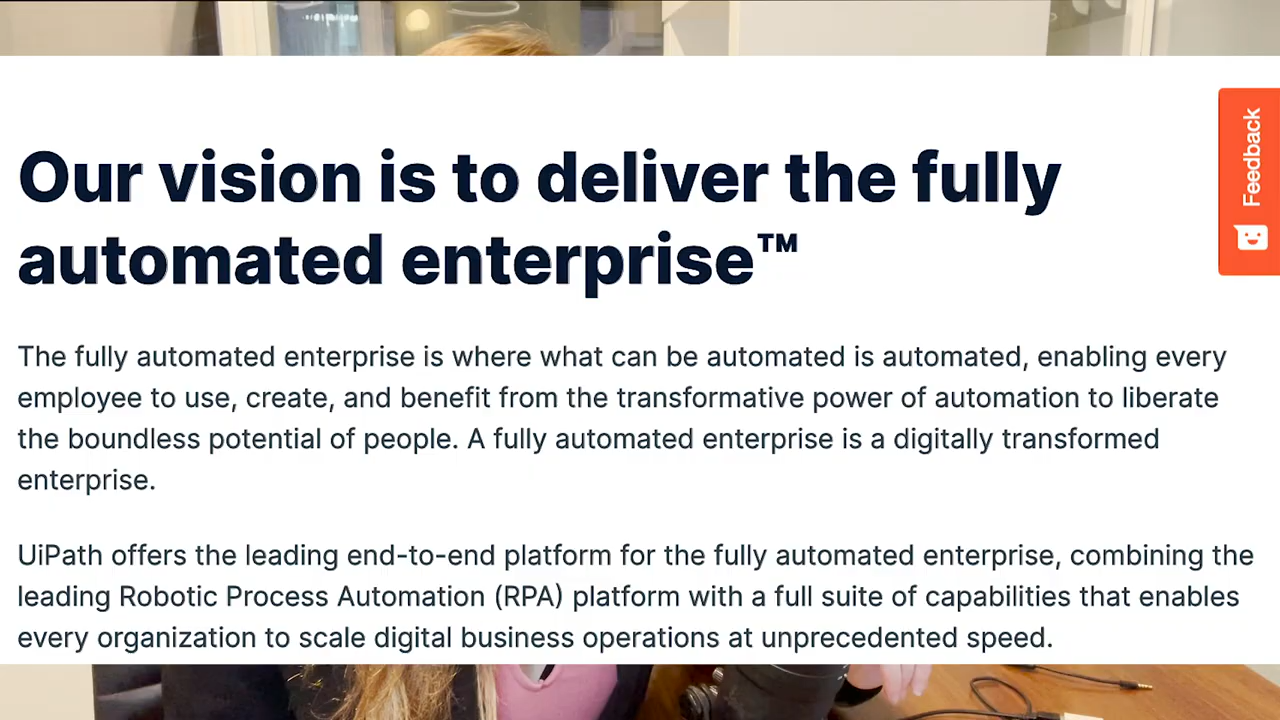 Our vision is to deliver the fully
automated enterprise™
Feedback
The fully automated enterprise is where what can be automated is automated, enabling every
employee to use, create, and benefit from the transformative power of automation to liberate
the boundless potential of people. A fully automated enterprise is a digitally transformed
enterprise.
UiPath offers the leading end-to-end platform for the fully automated enterprise, combining the
leading Robotic Process Automation (RPA) platform with a full suite of capabilities that enables
every organization to scale digital business operations at unprecedented speed.